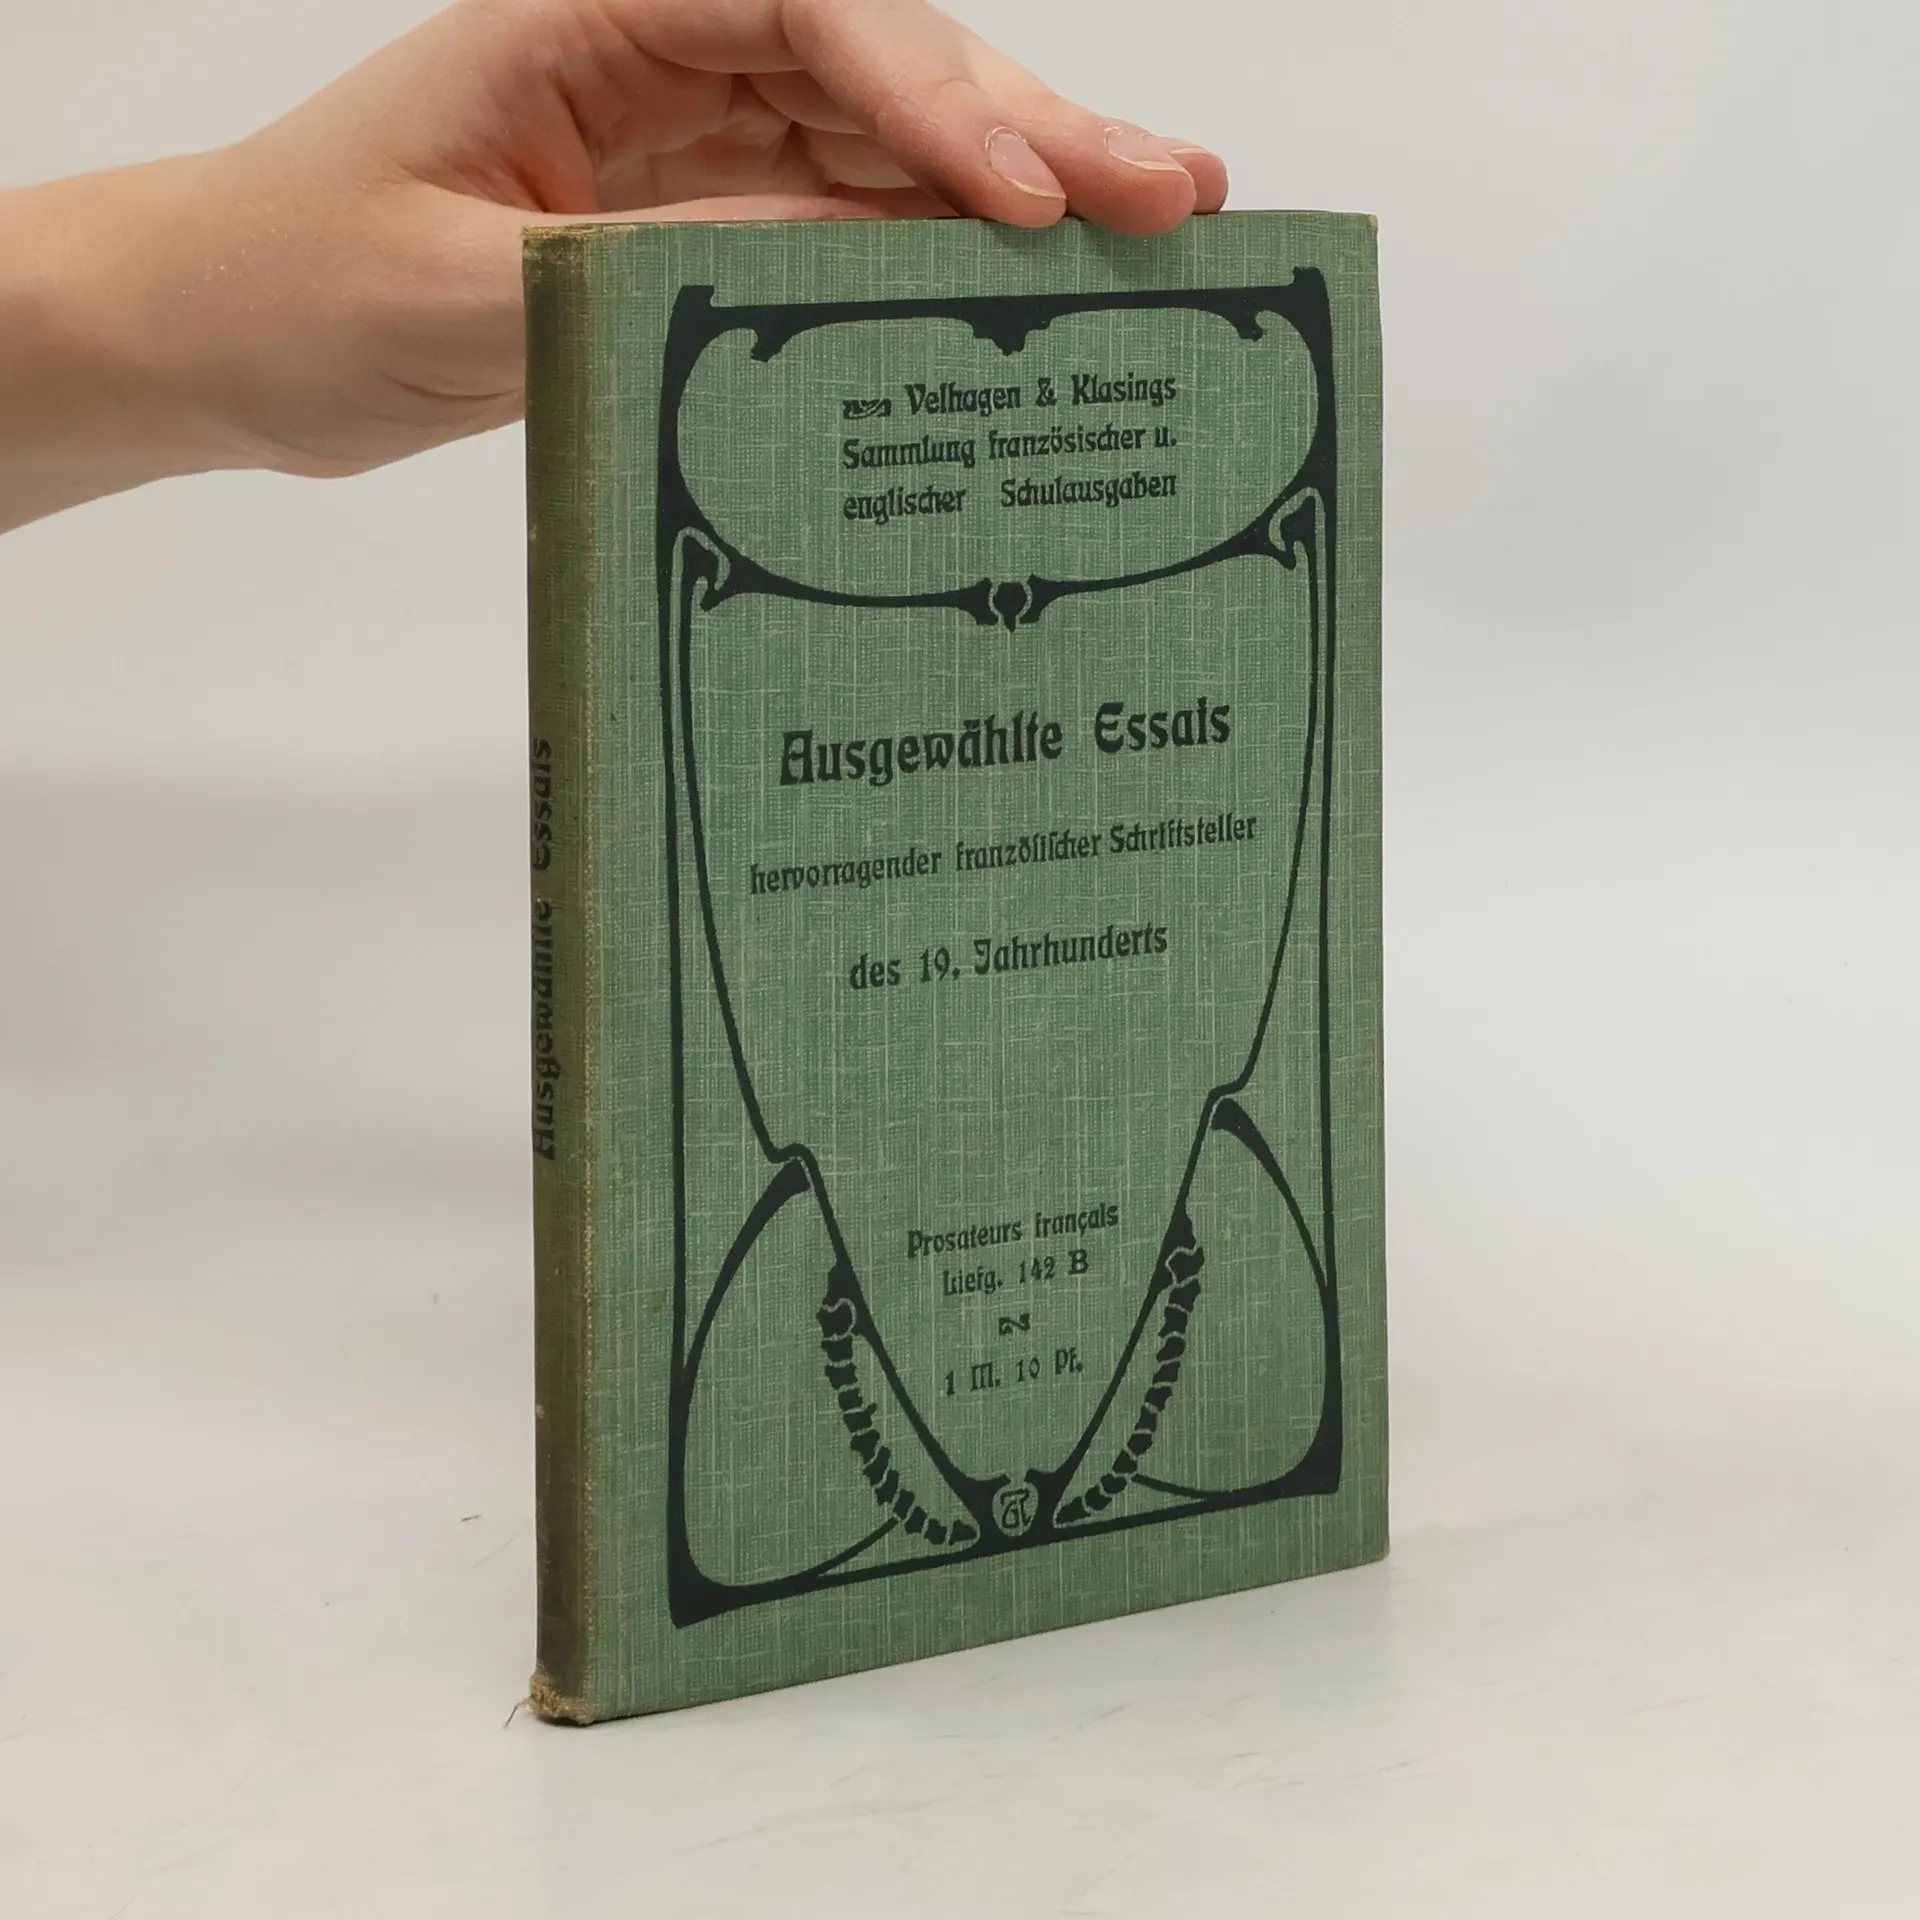 Velhagen & Klasings
Sammlung französischer u.
englischer Schulausgaben
Ausgewählte Essais
hervorragender französischer Schriftsteller
des 19. Jahrhunderts
Prosateurs français
Liefg. 142 B
1 M. 10 Pf.
Ausgewählte Essais